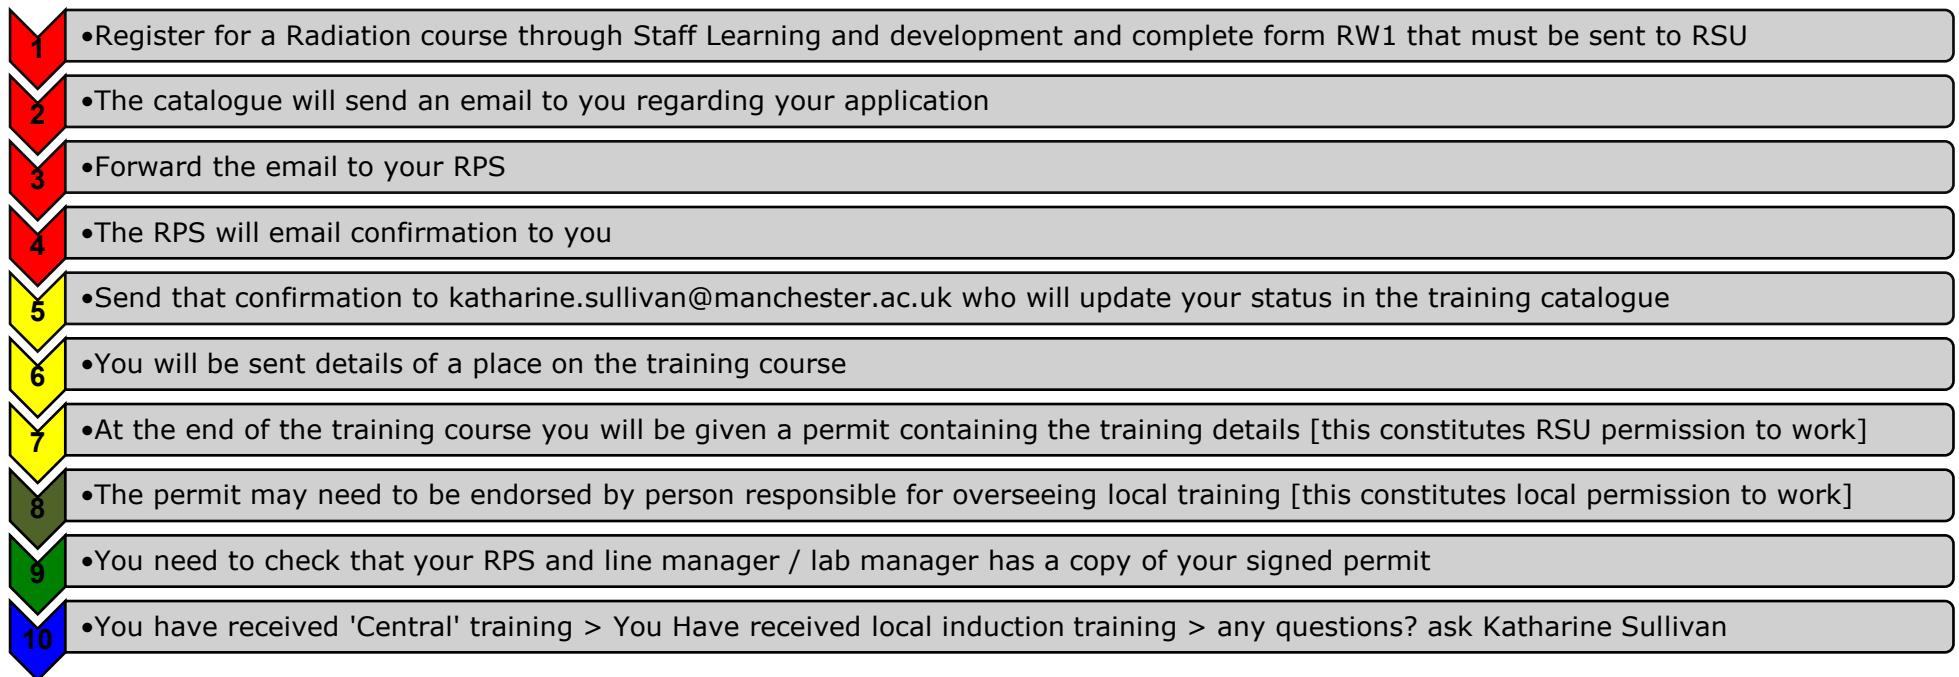 1 •Register for a Radiation course through Staff Learning and development and complete form RW1 that must be sent to RSU
2 •The catalogue will send an email to you regarding your application
3 •Forward the email to your RPS
4 •The RPS will email confirmation to you
5 •Send that confirmation to katharine.sullivan@manchester.ac.uk who will update your status in the training catalogue
6 •You will be sent details of a place on the training course
7 •At the end of the training course you will be given a permit containing the training details [this constitutes RSU permission to work]
8 •The permit may need to be endorsed by person responsible for overseeing local training [this constitutes local permission to work]
9 •You need to check that your RPS and line manager / lab manager has a copy of your signed permit
10 •You have received 'Central' training > You Have received local induction training > any questions? ask Katharine Sullivan